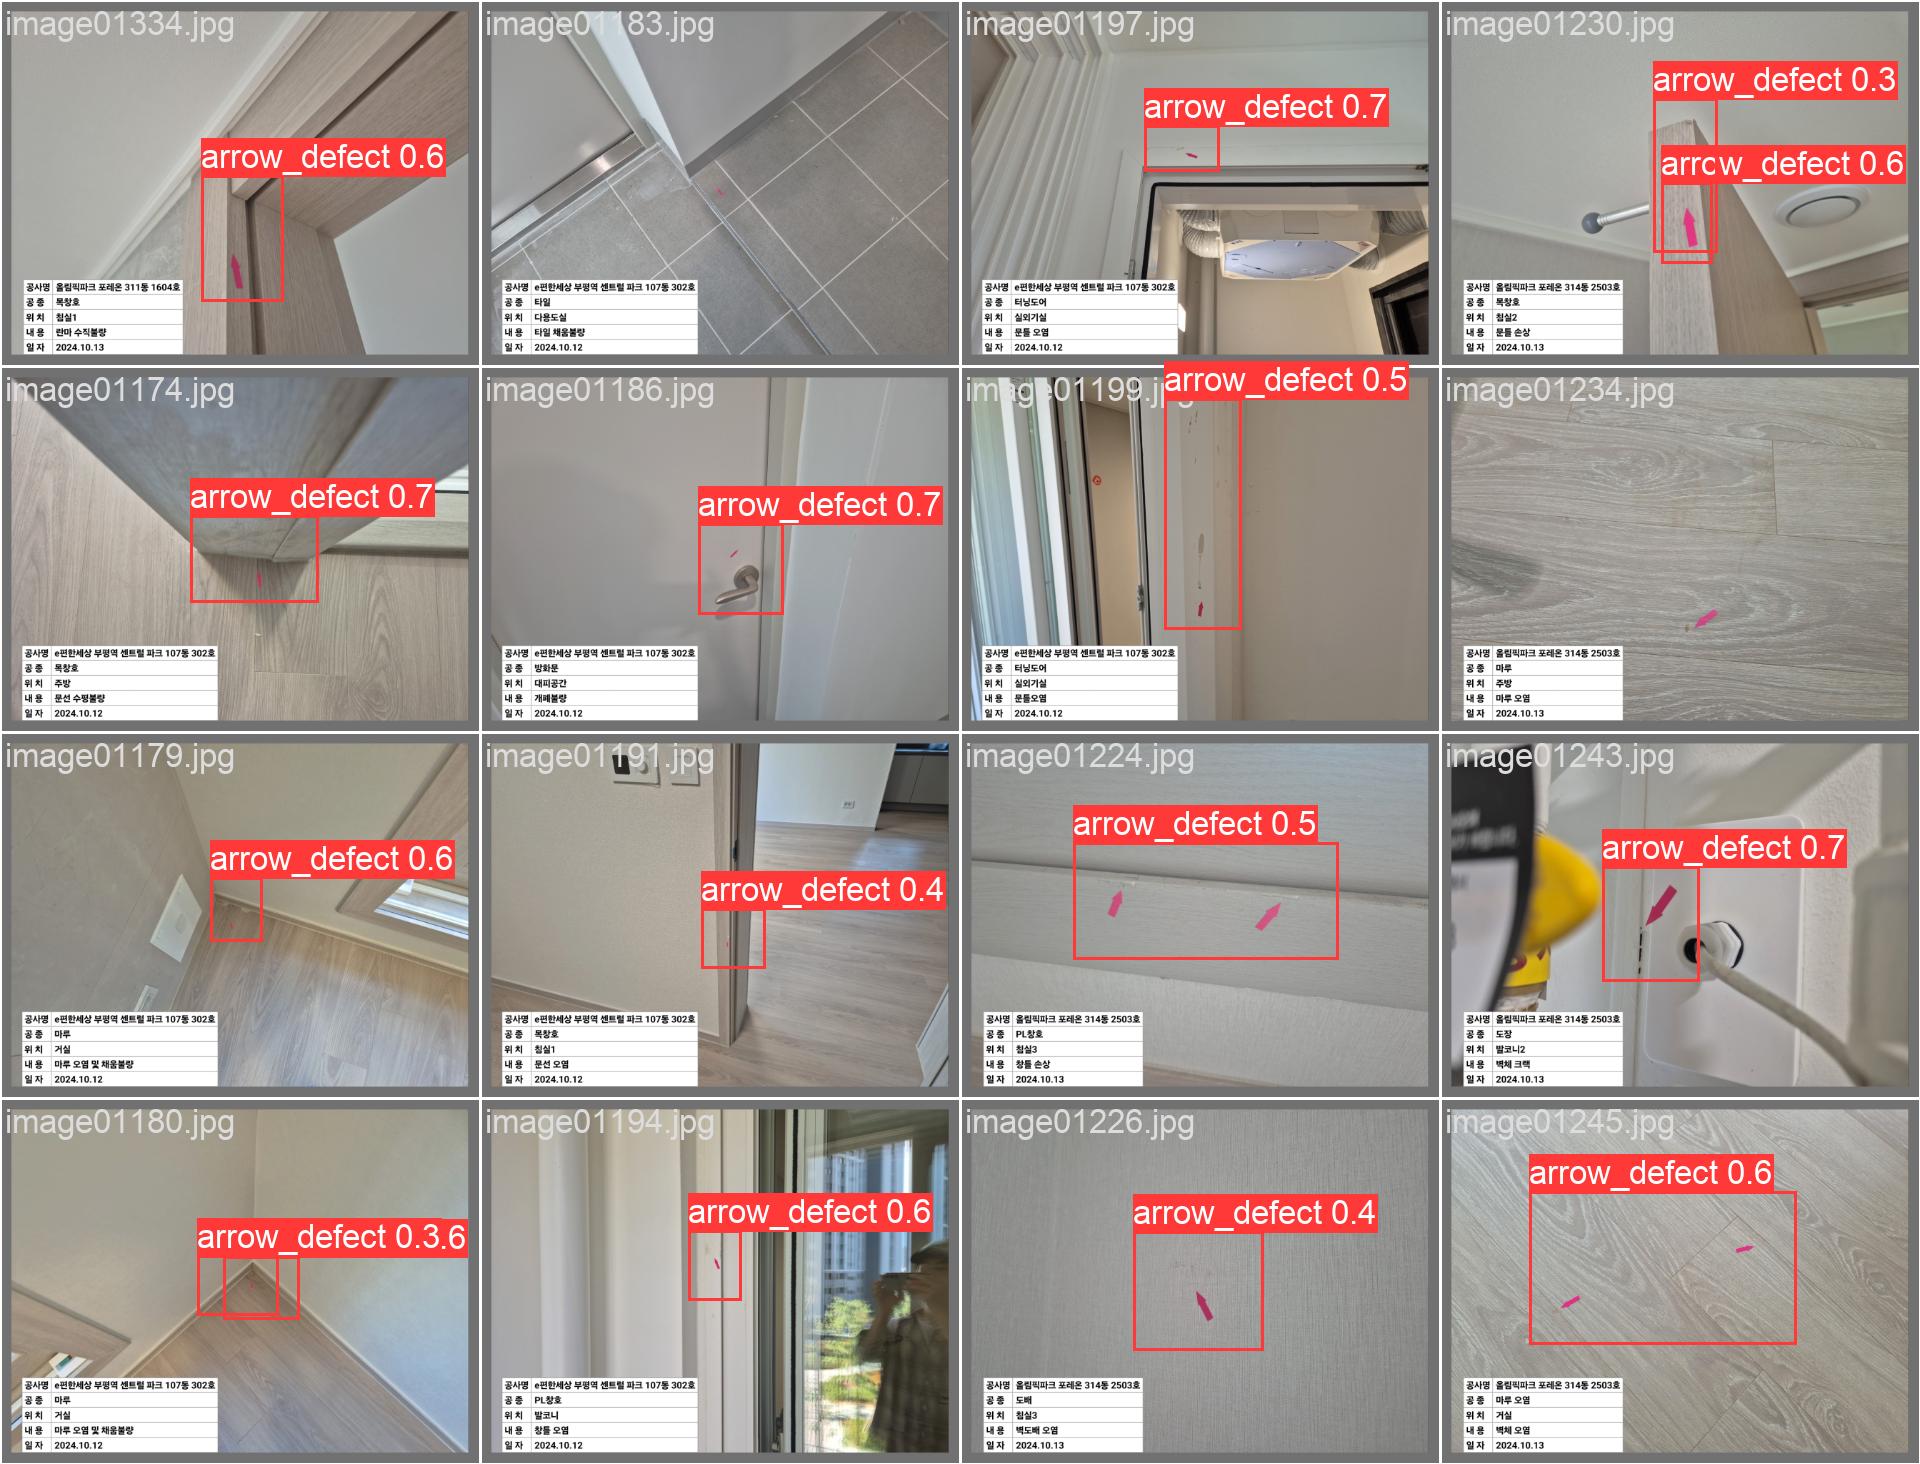 image01334.jpg
arrow_defect 0.6
공사명 올림픽파크 포레온 311동 1604호
공 종 목창호
위 치 침실1
내 용 란마 수직불량
일 자 2024.10.13
image01183.jpg
공사명 e편한세상 부평역 센트럴 파크 107동 302호
공 종 타일
위 치 다용도실
내 용 타일 채움불량
일 자 2024.10.12
image01197.jpg
arrow_defect 0.7
공사명 e편한세상 부평역 센트럴 파크 107동 302호
공 종 터닝도어
위 치 실외기실
내 용 문틀 오염
일 자 2024.10.12
image01230.jpg
arrow_defect 0.3
arrow_defect 0.6
공사명 올림픽파크 포레온 314동 2503호
공 종 목창호
위 치 침실2
내 용 문틀 손상
일 자 2024.10.13
image01174.jpg
arrow_defect 0.7
공사명 e편한세상 부평역 센트럴 파크 107동 302호
공 종 목창호
위 치 주방
내 용 문선 수평불량
일 자 2024.10.12
image01186.jpg
arrow_defect 0.7
공사명 e편한세상 부평역 센트럴 파크 107동 302호
공 종 방화문
위 치 대피공간
내 용 개폐불량
일 자 2024.10.12
image01199.jpg
arrow_defect 0.5
공사명 e편한세상 부평역 센트럴 파크 107동 302호
공 종 터닝도어
위 치 실외기실
내 용 문틀오염
일 자 2024.10.12
image01234.jpg
공사명 올림픽파크 포레온 314동 2503호
공 종 마루
위 치 주방
내 용 마루 오염
일 자 2024.10.13
image01179.jpg
arrow_defect 0.6
공사명 e편한세상 부평역 센트럴 파크 107동 302호
공 종 마루
위 치 거실
내 용 마루 오염 및 채움불량
일 자 2024.10.12
image01191.jpg
arrow_defect 0.4
공사명 e편한세상 부평역 센트럴 파크 107동 302호
공 종 목창호
위 치 침실1
내 용 문선 오염
일 자 2024.10.12
image01224.jpg
arrow_defect 0.5
공사명 올림픽파크 포레온 314동 2503호
공 종 PL창호
위 치 침실3
내 용 창틀 손상
일 자 2024.10.13
image01243.jpg
arrow_defect 0.7
공사명 올림픽파크 포레온 314동 2503호
공 종 도장
위 치 발코니2
내 용 벽체 크랙
일 자 2024.10.13
image01180.jpg
arrow_defect 0.3.6
공사명 e편한세상 부평역 센트럴 파크 107동 302호
공 종 마루
위 치 거실
내 용 마루 오염 및 채움불량
일 자 2024.10.12
image01194.jpg
arrow_defect 0.6
공사명 e편한세상 부평역 센트럴 파크 107동 302호
공 종 PL창호
위 치 발코니
내 용 창틀 오염
일 자 2024.10.12
image01226.jpg
arrow_defect 0.4
공사명 올림픽파크 포레온 314동 2503호
공 종 도배
위 치 침실3
내 용 벽도배 오염
일 자 2024.10.13
image01245.jpg
arrow_defect 0.6
공사명 올림픽파크 포레온 314동 2503호
공 종 마루 오염
위 치 거실
내 용 벽체 오염
일 자 2024.10.13